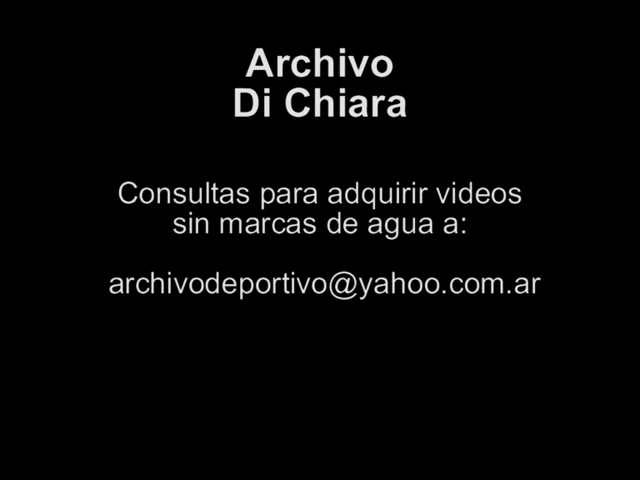 Archivo
Di Chiara
Consultas para adquirir videos
sin marcas de agua a:
archivodeportivo@yahoo.com.ar